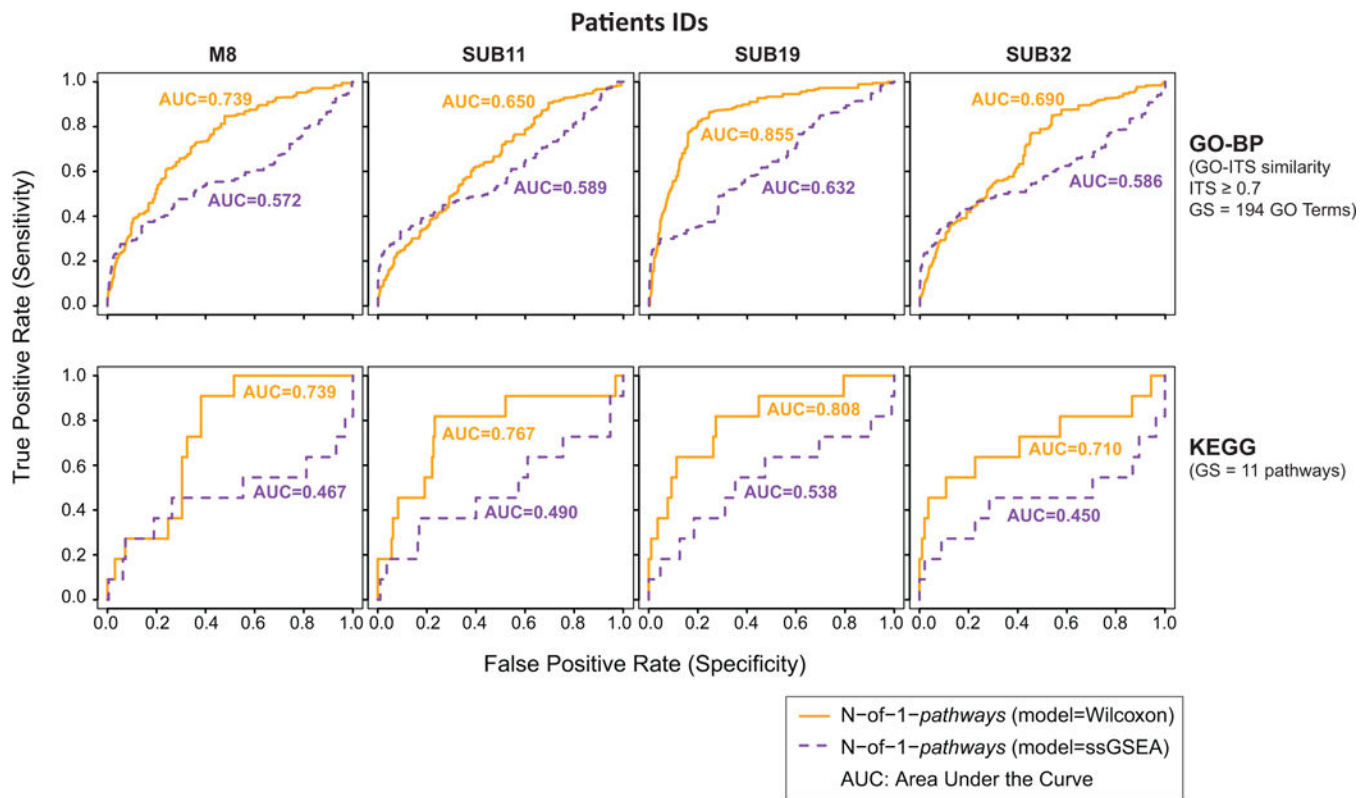 Patients IDs
M8
SUB11
SUB19
SUB32
True Positive Rate (Sensitivity)
1.0
0.8
0.6
0.4
0.2
0.0
AUC=0.739
AUC=0.572
AUC=0.650
AUC=0.589
AUC=0.855
AUC=0.632
AUC=0.690
AUC=0.586
GO-BP
(GO-ITS similarity
ITS ≥ 0.7
GS = 194 GO Terms)
1.0
0.8
0.6
0.4
0.2
0.0
AUC=0.739
AUC=0.467
AUC=0.767
AUC=0.490
AUC=0.808
AUC=0.538
AUC=0.710
AUC=0.450
KEGG
(GS = 11 pathways)
0.0 0.2 0.4 0.6 0.8 1.0
0.0 0.2 0.4 0.6 0.8 1.0
0.0 0.2 0.4 0.6 0.8 1.0
0.0 0.2 0.4 0.6 0.8 1.0
False Positive Rate (Specificity)
N−of−1−pathways (model=Wilcoxon)
N−of−1−pathways (model=ssGSEA)
AUC: Area Under the Curve